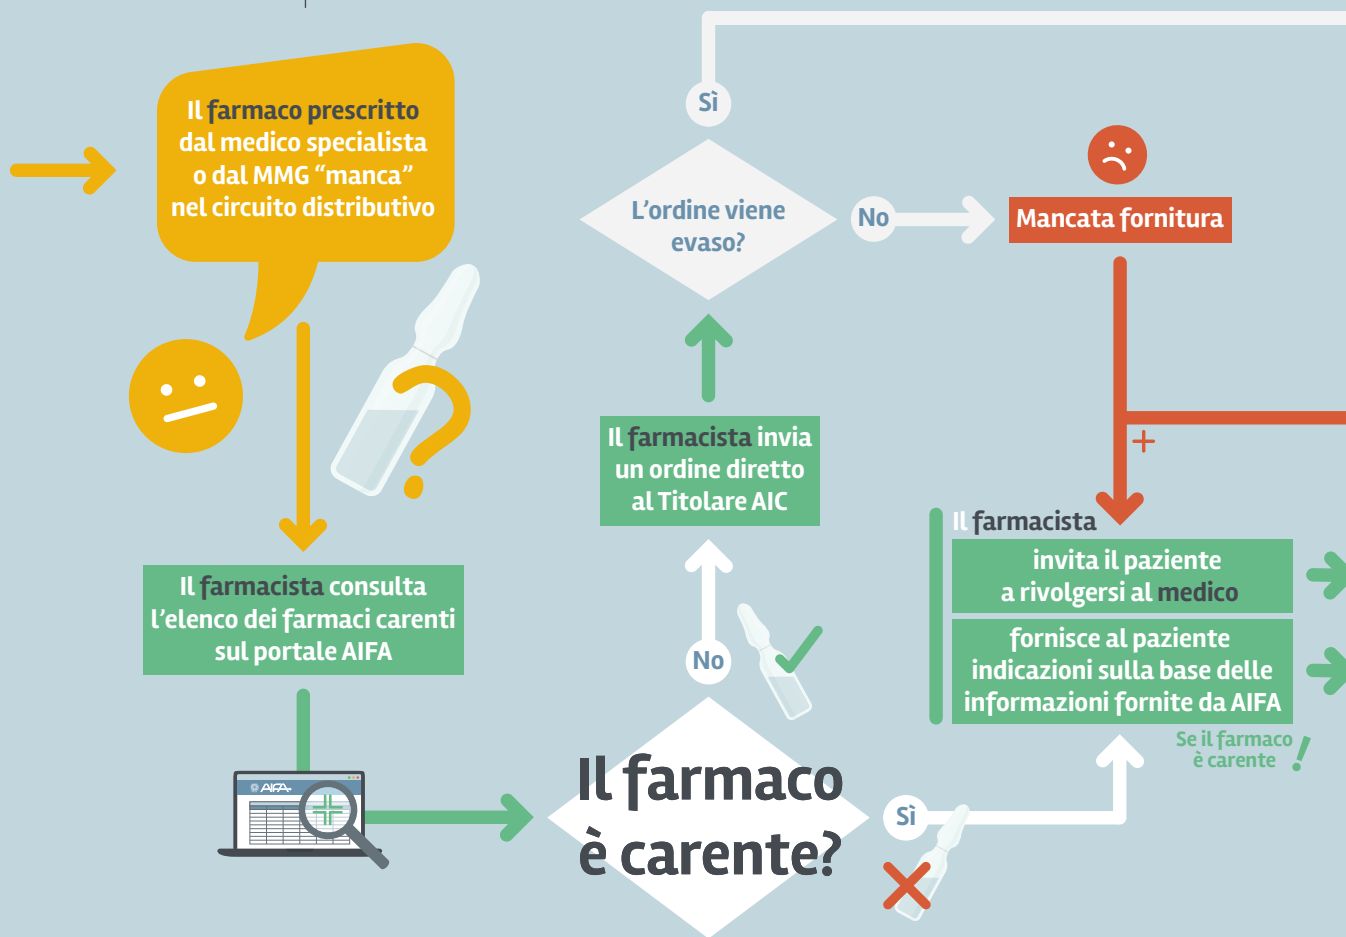 Il farmaco prescritto
dal medico specialista
o dal MMG “manca”
nel circuito distributivo
Il farmacista consulta
l’elenco dei farmaci carenti
sul portale AIFA
AIFA
Il farmaco
è carente?
No
Il farmacista invia
un ordine diretto
al Titolare AIC
L’ordine viene
evaso?
Sì
No
Mancata fornitura
+
Il farmacista
invita il paziente
a rivolgersi al medico
fornisce al paziente
indicazioni sulla base delle
informazioni fornite da AIFA
Se il farmaco
è carente !
Sì